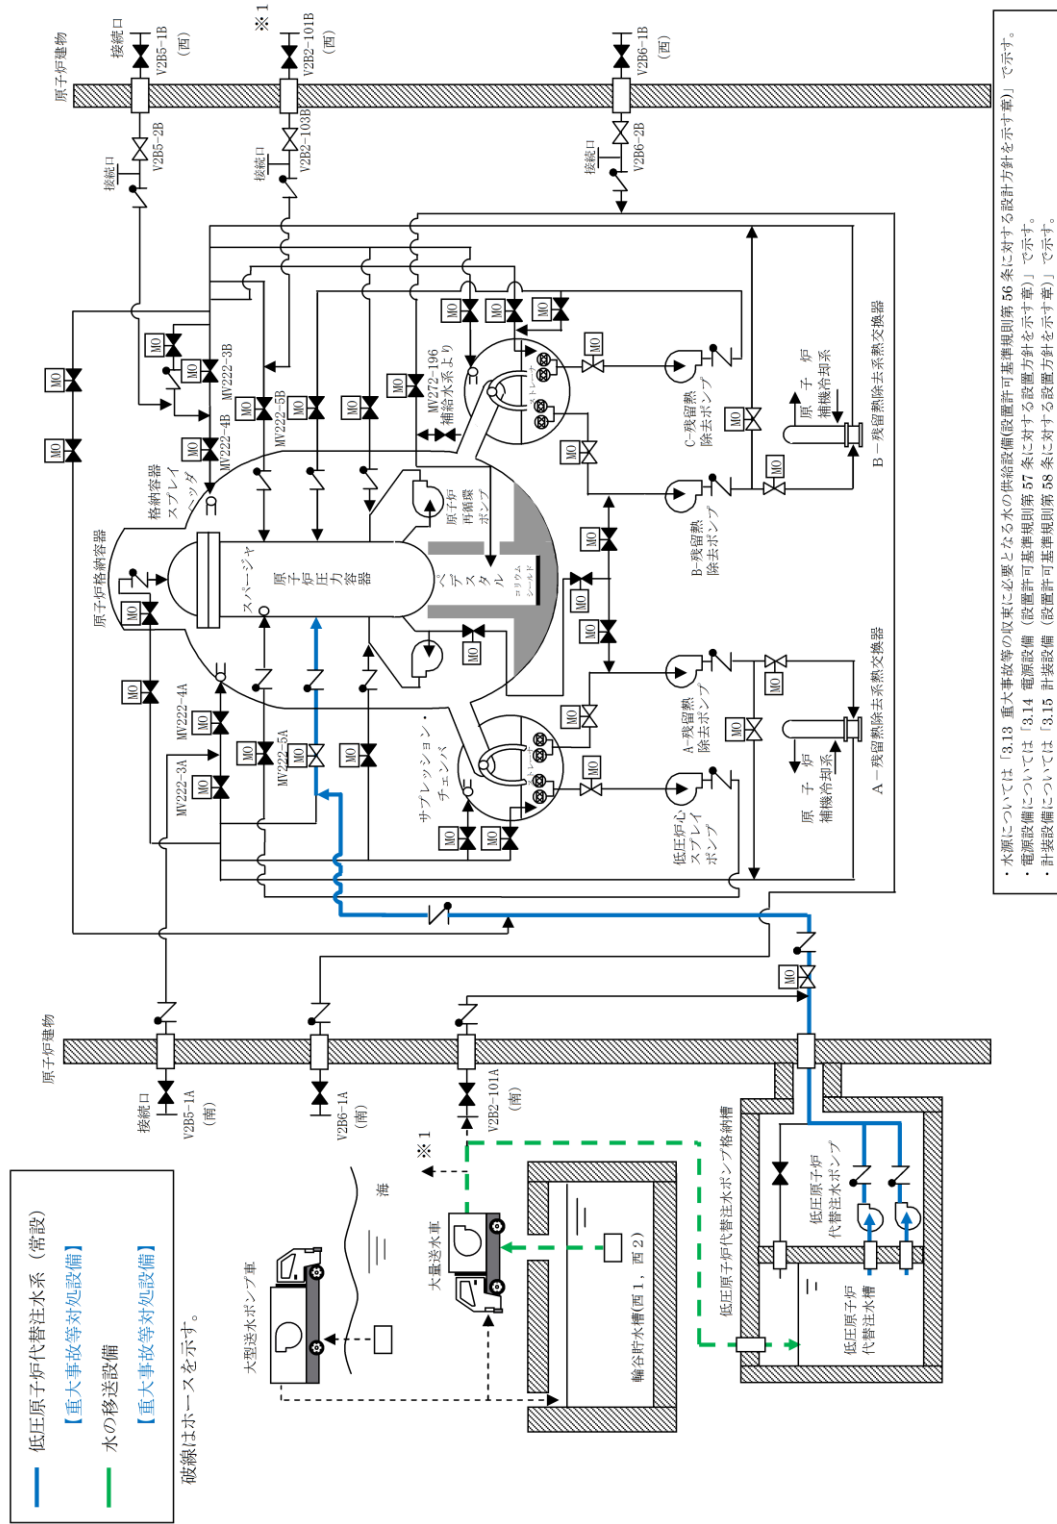 低圧原子炉代替注水系（常設）
【重大事故等対処設備】
水の移送設備
【重大事故等対処設備】
破線はホースを示す。
原子炉建物
接続口
V2B5-1A
(南)
V2B6-1A
(南)
V2B2-101A
(南)
※1
大型送水ポンプ車
海
大量送水車
輪谷貯水槽(西1, 西2)
低圧原子炉代替注水ポンプ格納槽
低圧原子炉
代替注水ポンプ
低圧原子炉
代替注水槽
MO
原子炉格納容器
格納容器
スプレイ
ヘッダ
MV222-3A
MV222-4A
MV222-5A
MV222-3B
MV222-4B
MV222-5B
スパージャ
原子炉圧力容器
ペデスタル
コリウム
シールド
原子炉
再循環
ポンプ
MV272-196
補給水系より
サプレッション・
チェンバ
ストレーナ
ストレーナ
低圧炉心
スプレイ
ポンプ
A-残留熱
除去ポンプ
B-残留熱
除去ポンプ
C-残留熱
除去ポンプ
原子炉
補機冷却系
A－残留熱除去系熱交換器
原子炉
補機冷却系
B－残留熱除去系熱交換器
原子炉建物
接続口
V2B5-1B
(西)
※1
V2B2-101B
(西)
V2B6-1B
(西)
接続口
V2B5-2B
接続口
V2B2-103B
接続口
V2B6-2B
・水源については「3.13 重大事故等の収束に必要となる水の供給設備(設置許可基準規則第56条に対する設計方針を示す章)」で示す。
・電源設備については「3.14 電源設備（設置許可基準規則第57条に対する設置方針を示す章）」で示す。
・計装設備については「3.15 計装設備（設置許可基準規則第58条に対する設置方針を示す章）」で示す。